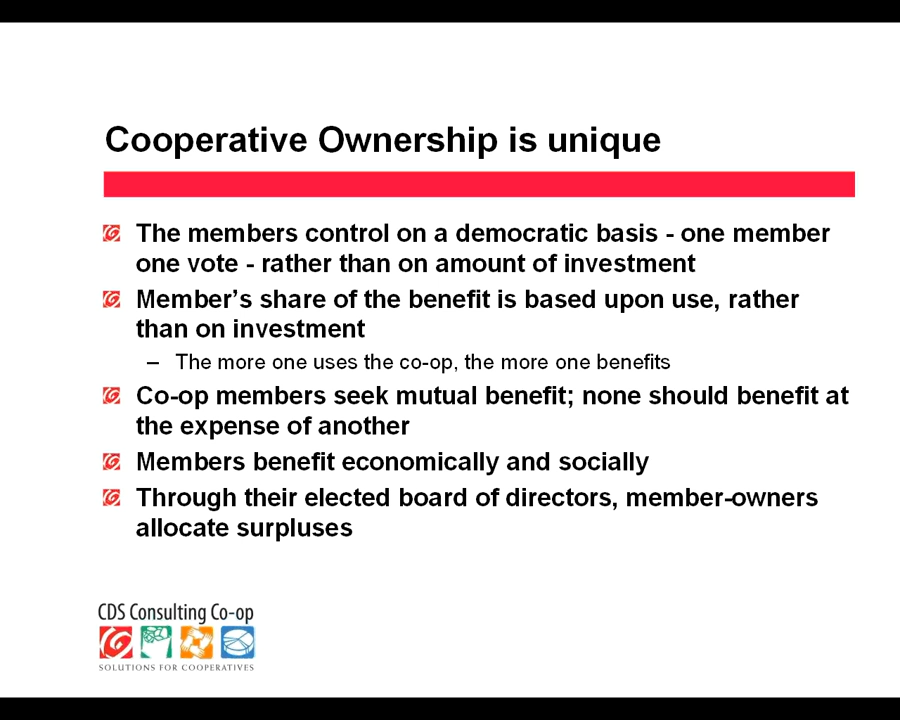 Cooperative Ownership is unique
The members control on a democratic basis - one member
one vote - rather than on amount of investment
Member’s share of the benefit is based upon use, rather
than on investment
– The more one uses the co-op, the more one benefits
Co-op members seek mutual benefit; none should benefit at
the expense of another
Members benefit economically and socially
Through their elected board of directors, member-owners
allocate surpluses
CDS Consulting Co-op
SOLUTIONS FOR COOPERATIVES